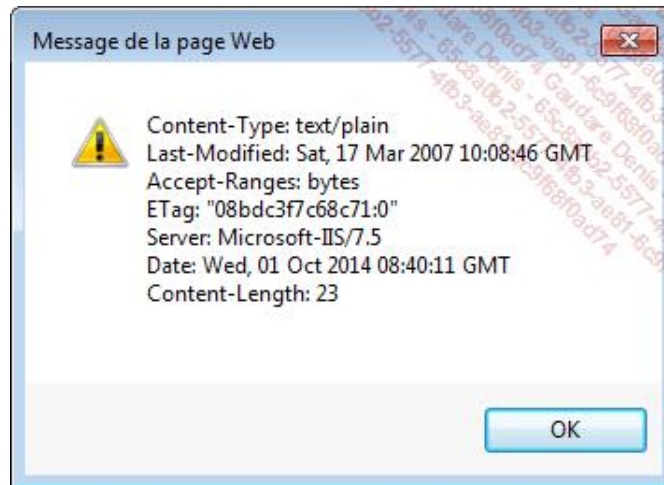 Message de la page Web
Content-Type: text/plain
Last-Modified: Sat, 17 Mar 2007 10:08:46 GMT
Accept-Ranges: bytes
ETag: "08bdc3f7c68c71:0"
Server: Microsoft-IIS/7.5
Date: Wed, 01 Oct 2014 08:40:11 GMT
Content-Length: 23
OK